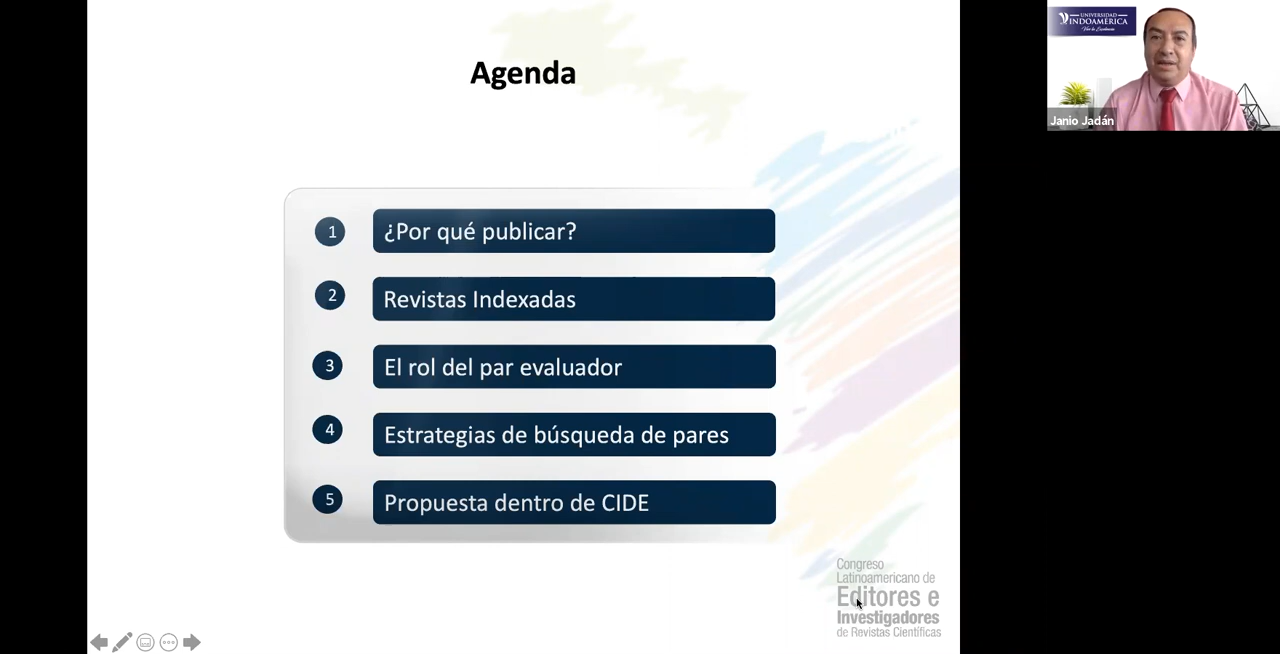 Agenda
1 ¿Por qué publicar?
2 Revistas Indexadas
3 El rol del par evaluador
4 Estrategias de búsqueda de pares
5 Propuesta dentro de CIDE
Congreso
Latinoamericano de
Editores e
Investigadores
de Revistas Científicas
UNIVERSIDAD
INDOAMÉRICA
Janio Jadán